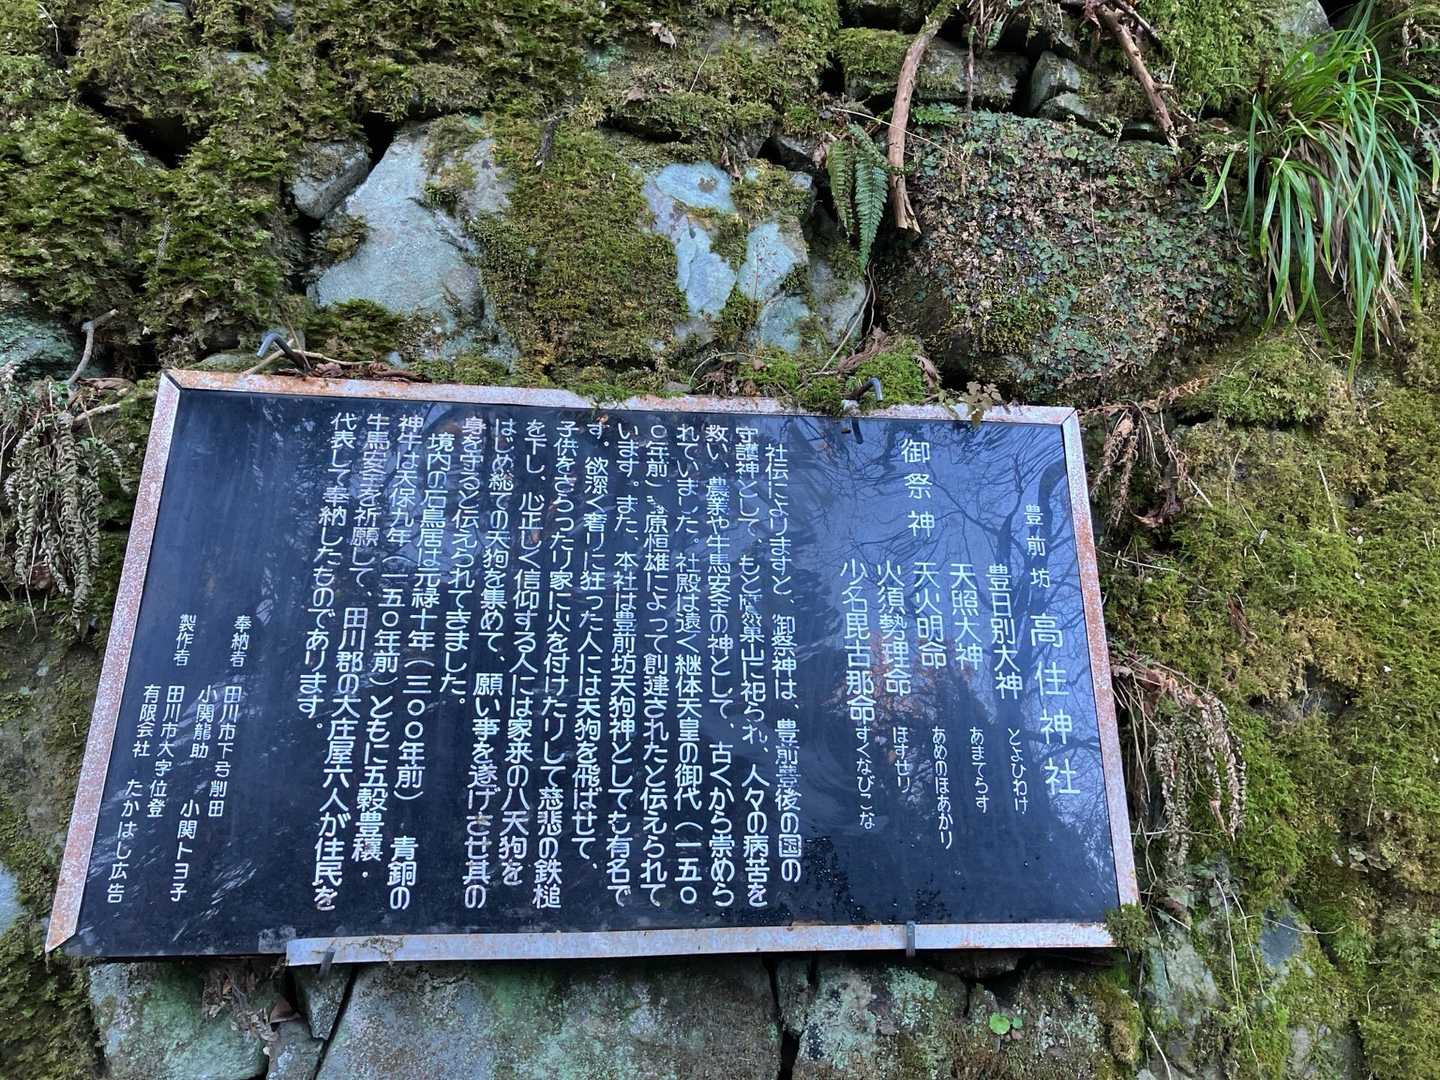 豊前坊 高住神社
御祭神
豊日別大神 とよひわけ
天照大神 あまてらす
天火明命 あめのほあかり
火須勢理命 ほすせり
少名毘古那命 すくなびこな
社伝によりますと、御祭神は、豊前豊後の国の
守護神として、もと鷹巣山に祀られ、人々の病苦を
救い、農業や牛馬安全の神として、古くから崇めら
れていました。社殿は遠く継体天皇の御代(一五〇
〇年前) 原恒雄によって創建されたと伝えられて
います。また、本社は豊前坊天狗神としても有名で
す。欲深く奢りに狂った人には天狗を飛ばせて、
子供をさらったり家に火を付けたりして慈悲の鉄槌
を下し、心正しく信仰する人には家来の八天狗を
はじめ総ての天狗を集めて、願い事を遂げさせ其の
身を守ると伝えられてきました。
境内の石鳥居は元禄十年(三〇〇年前) 青銅の
神牛は天保九年(一五〇年前)ともに五穀豊穣・
牛馬安全を祈願して、田川郡の大庄屋六人が住民を
代表して奉納したものであります。
奉納者 田川市下弓削田
小関龍助 小関トヨ子
製作者 田川市大字位登
有限会社 たかはし広告